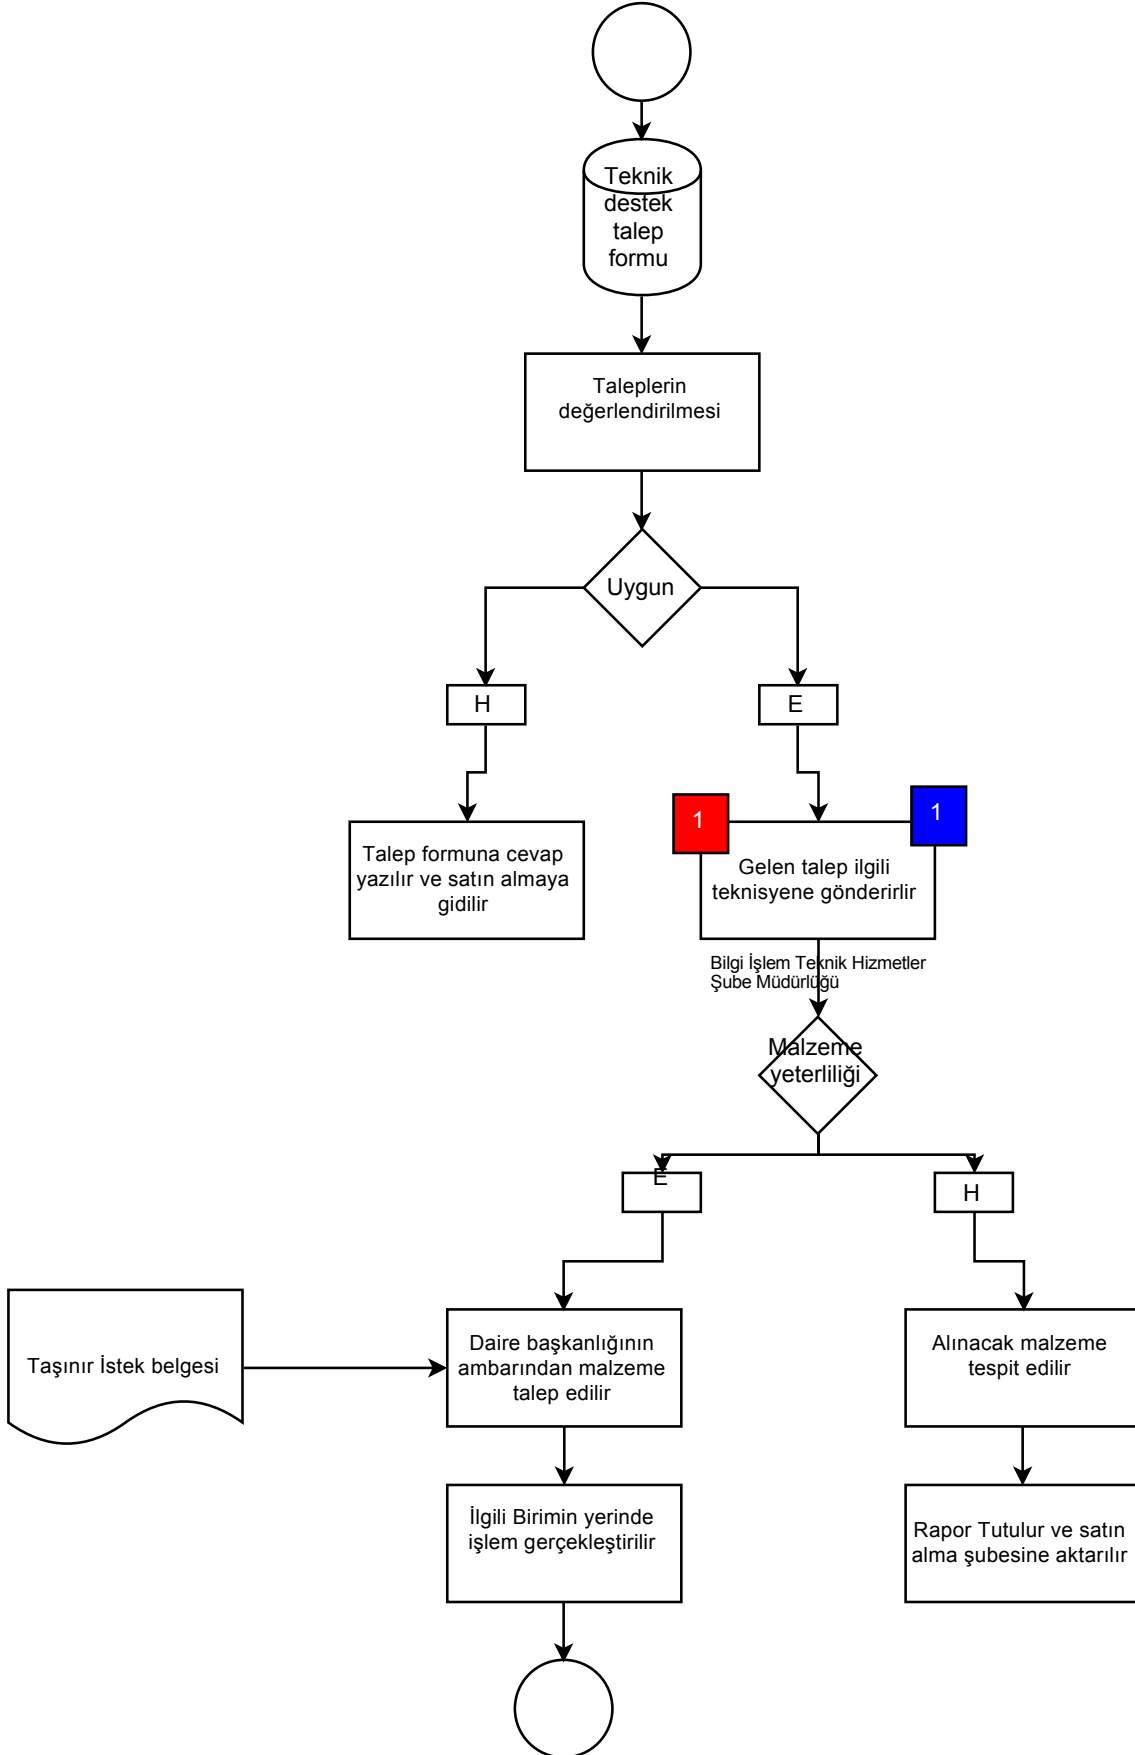 Teknik
destek
talep
formu
Taleplerin
değerlendirilmesi
Uygun
H
E
Talep formuna cevap
yazılır ve satın almaya
gidilir
1
1
Gelen talep ilgili
teknisyene gönderirlir
Bilgi İşlem Teknik Hizmetler
Şube Müdürlüğü
Malzeme
yeterliliği
E
H
Taşınır İstek belgesi
Daire başkanlığının
ambarından malzeme
talep edilir
Alınacak malzeme
tespit edilir
İlgili Birimin yerinde
işlem gerçekleştirilir
Rapor Tutulur ve satın
alma şubesine aktarılır